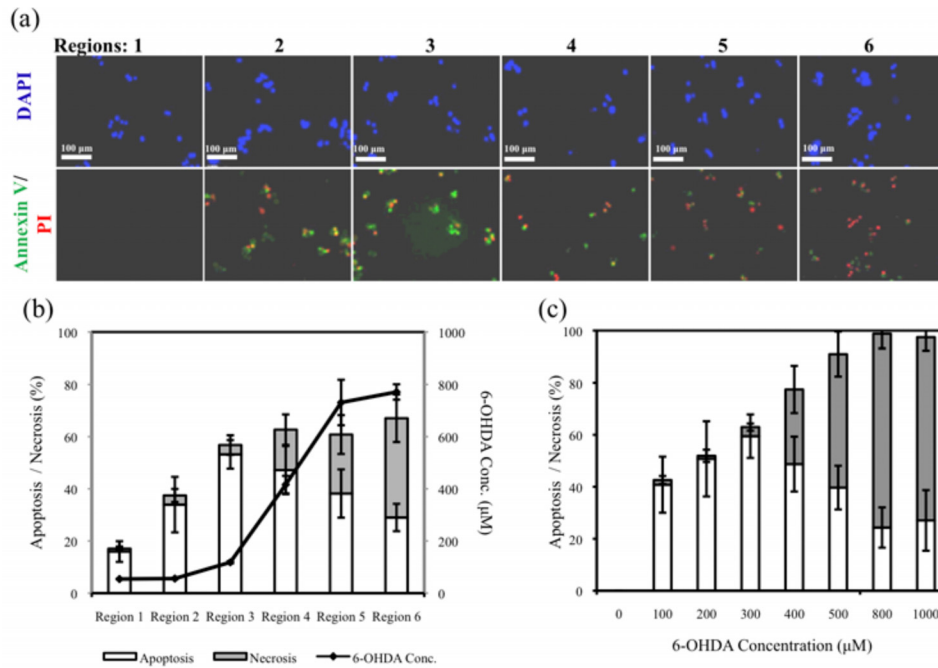 (a)
Regions: 1 2 3 4 5 6
DAPI
100 μm 100 μm 100 μm 100 μm 100 μm 100 μm
Annexin V/
PI
(b)
100
80
60
40
20
0
Apoptosis / Necrosis (%)
1000
800
600
400
200
0
6-OHDA Conc.
(μM)
Region 1 Region 2 Region 3 Region 4 Region 5 Region 6
Apoptosis Necrosis 6-OHDA Conc.
(c)
100
80
60
40
20
0
Apoptosis / Necrosis (%)
0 100 200 300 400 500 800 1000
6-OHDA Concentration (μM)